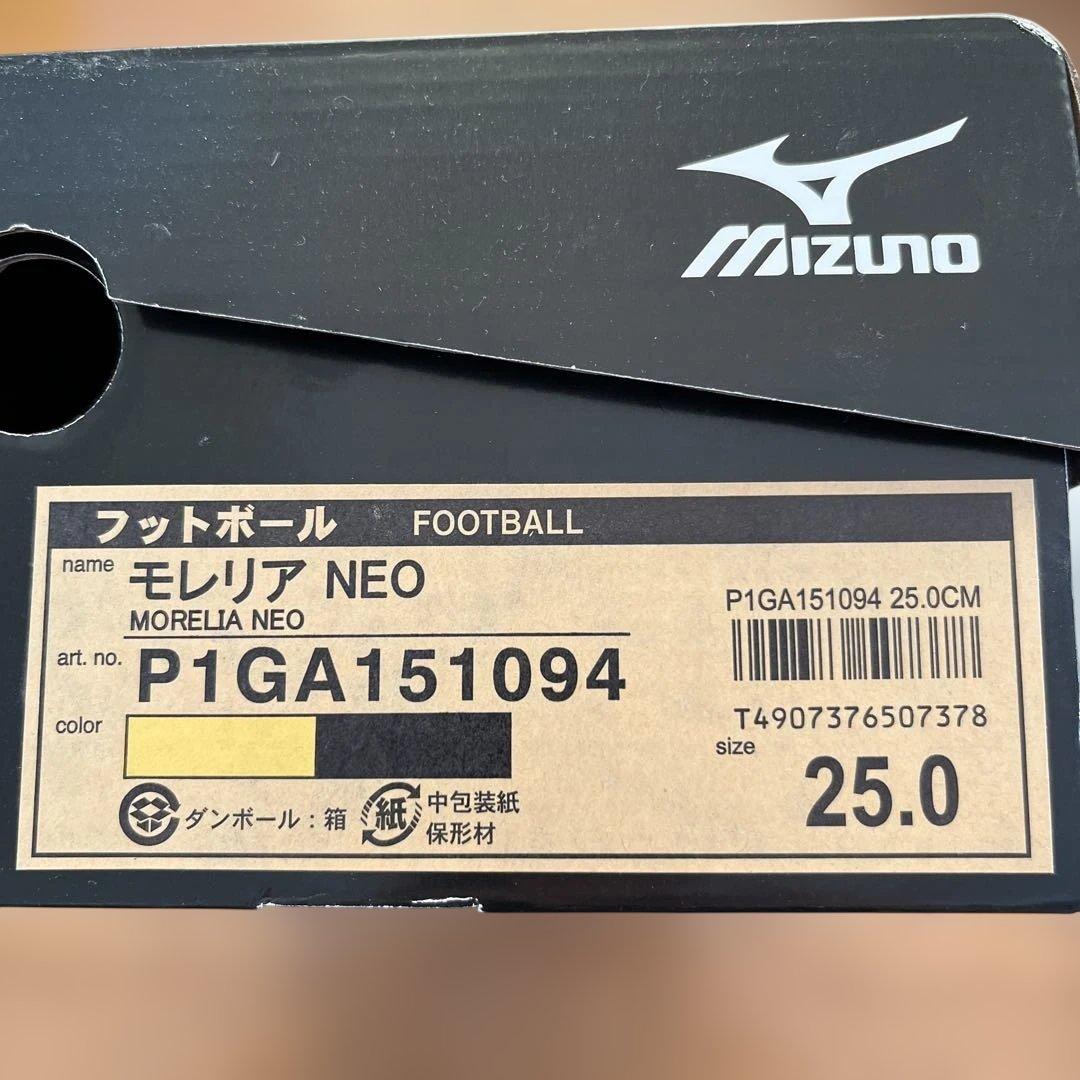 MIZUNO
フットボール FOOTBALL
name モレリア NEO
MORELIA NEO
art. no. P1GA151094
color
P1GA151094 25.0CM
T4907376507378
size 25.0
ダンボール：箱
紙 中包装紙
保形材